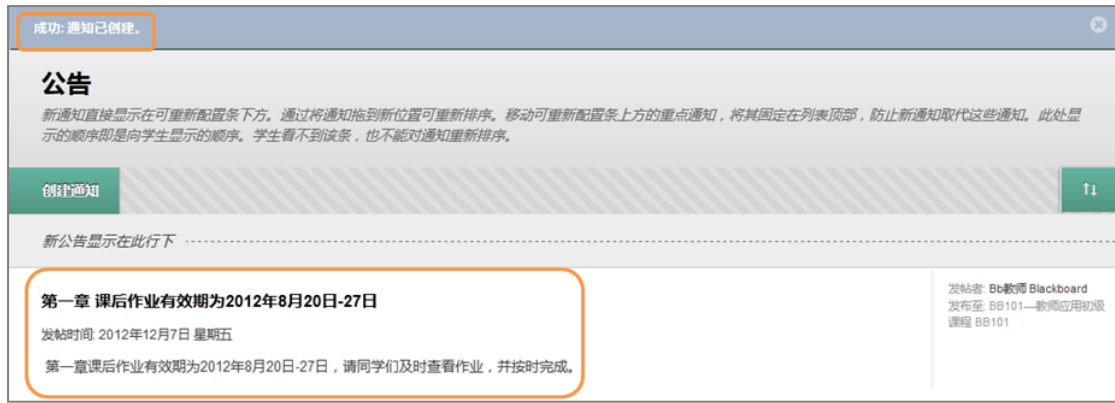 成功: 通知已创建。
公告
新通知直接显示在可重新配置条下方。通过将通知拖到新位置可重新排序。移动可重新配置条上方的重点通知，将其固定在列表顶部，防止新通知取代这些通知。此处显
示的顺序即是向学生显示的顺序。学生看不到该条，也不能对通知重新排序。
创建通知
新公告显示在此行下
第一章 课后作业有效期为2012年8月20日-27日
发帖时间: 2012年12月7日 星期五
第一章课后作业有效期为2012年8月20日-27日，请同学们及时查看作业，并按时完成。
发帖者: Bb教师 Blackboard
发布至: BB101—教师应用初级
课程 BB101